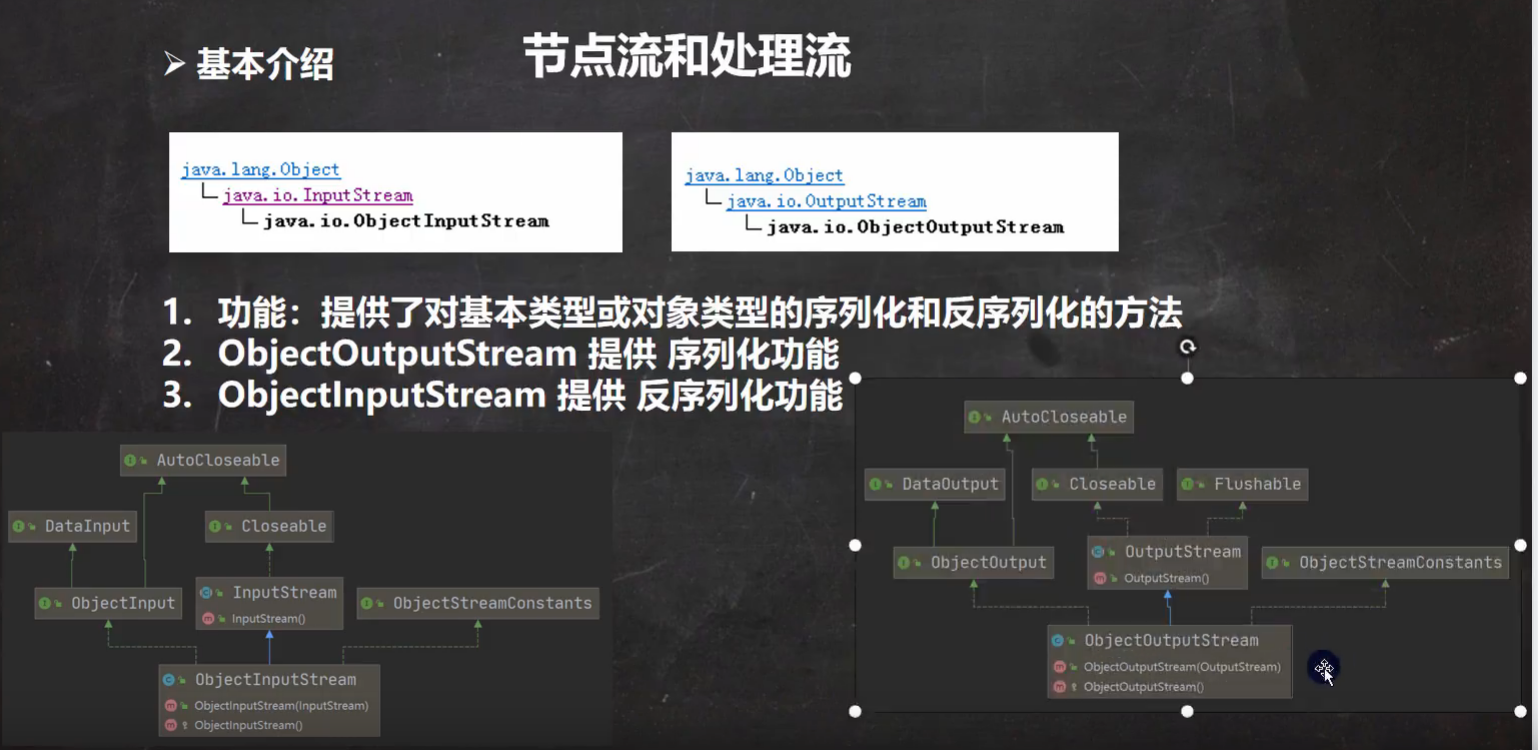 节点流和处理流
➢ 基本介绍
java.lang.Object
java.io.InputStream
java.io.ObjectInputStream
java.lang.Object
java.io.OutputStream
java.io.ObjectOutputStream
1. 功能：提供了对基本类型或对象类型的序列化和反序列化的方法
2. ObjectOutputStream 提供 序列化功能
3. ObjectInputStream 提供 反序列化功能
AutoCloseable
DataInput
Closeable
ObjectInput
InputStream
InputStream()
ObjectStreamConstants
ObjectInputStream
ObjectInputStream(InputStream)
ObjectInputStream()
AutoCloseable
DataOutput
Closeable
Flushable
ObjectOutput
OutputStream
OutputStream()
ObjectStreamConstants
ObjectOutputStream
ObjectOutputStream(OutputStream)
ObjectOutputStream()